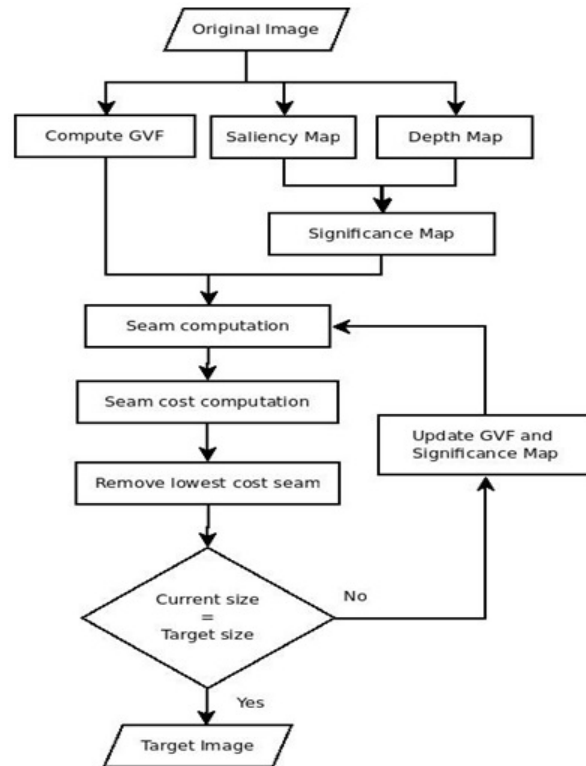 Original Image
Compute GVF
Saliency Map
Depth Map
Significance Map
Seam computation
Seam cost computation
Update GVF and
Significance Map
Remove lowest cost seam
Current size
=
Target size
No
Yes
Target Image